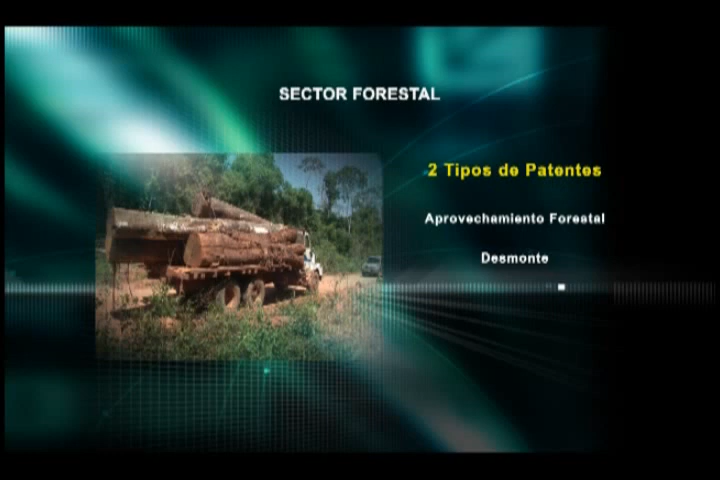 SECTOR FORESTAL
2 Tipos de Patentes
Aprovechamiento Forestal
Desmonte